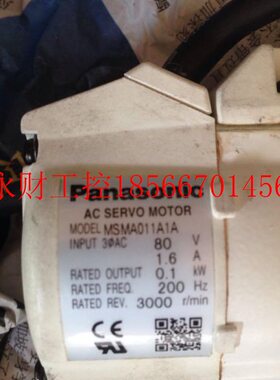 Panasonic
AC SERVO MOTOR
MODEL MSMA011A1A
INPUT 3ØAC 80 V
1.6 A
RATED OUTPUT 0.1 kW
RATED FREQ. 200 Hz
RATED REV. 3000 r/min
永财工控18566701456
CE